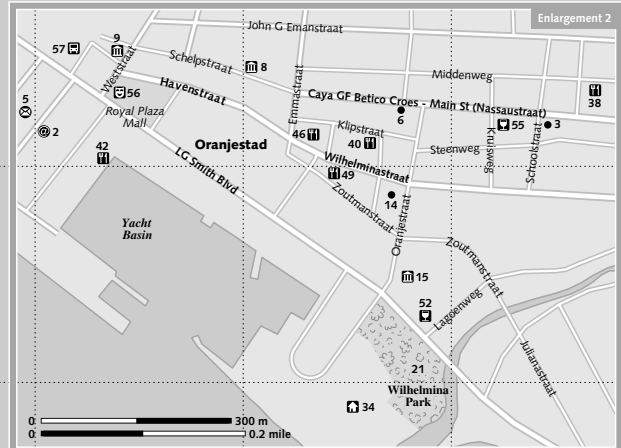 Enlargement 2
John G Emanstraat
9
57
Weststraat
Schelpstraat
8
Middenweg
38
5
56
Havenstraat
Emmastraat
Caya GF Betico Croes - Main St (Nassaustraat)
6
Royal Plaza
Mall
2
Klipstraat
46
40
Kruisweg
55
3
Schoolstraat
Oranjestad
Steenweg
42
LG Smith Blvd
Wilhelminastraat
49
Zoutmanstraat
14
Oranjestraat
Yacht
Basin
Zoutmanstraat
15
52
Lagoenweg
Julianastraat
21
Wilhelmina
Park
34
0
300 m
0
0.2 mile